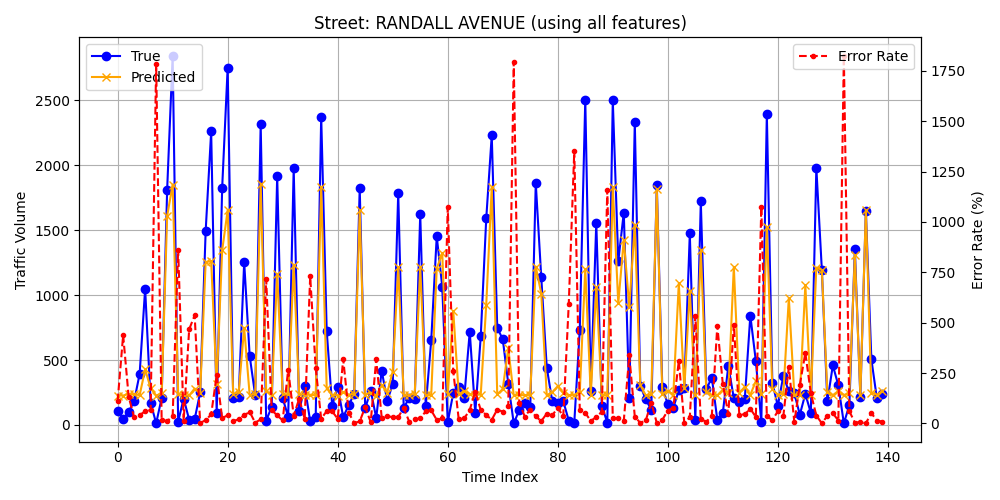 Street: RANDALL AVENUE (using all features)
True
Predicted
Error Rate
Traffic Volume
0
500
1000
1500
2000
2500
Error Rate (%)
0
250
500
750
1000
1250
1500
1750
0 20 40 60 80 100 120 140
Time Index